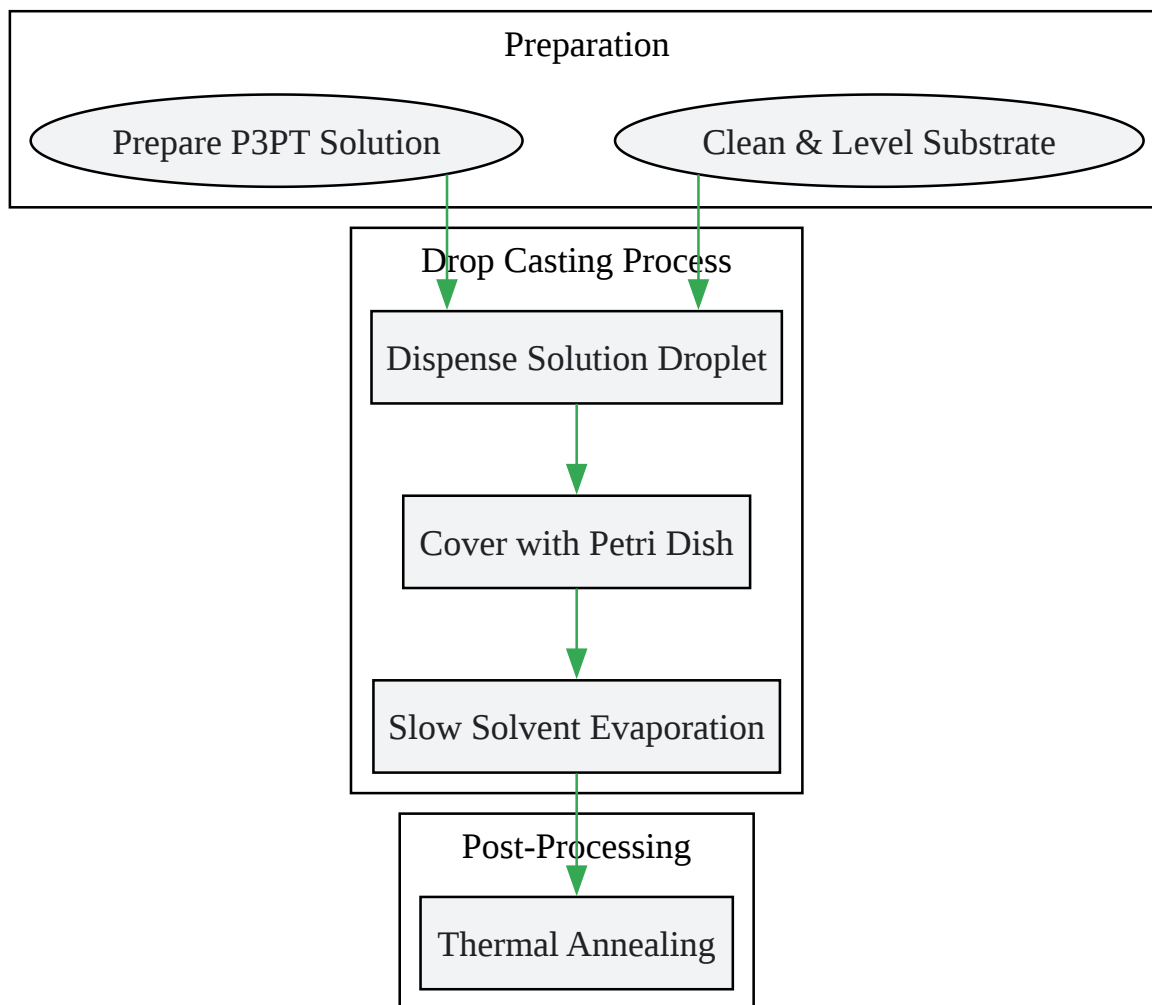 Preparation
Prepare P3PT Solution
Clean & Level Substrate
Drop Casting Process
Dispense Solution Droplet
Cover with Petri Dish
Slow Solvent Evaporation
Post-Processing
Thermal Annealing